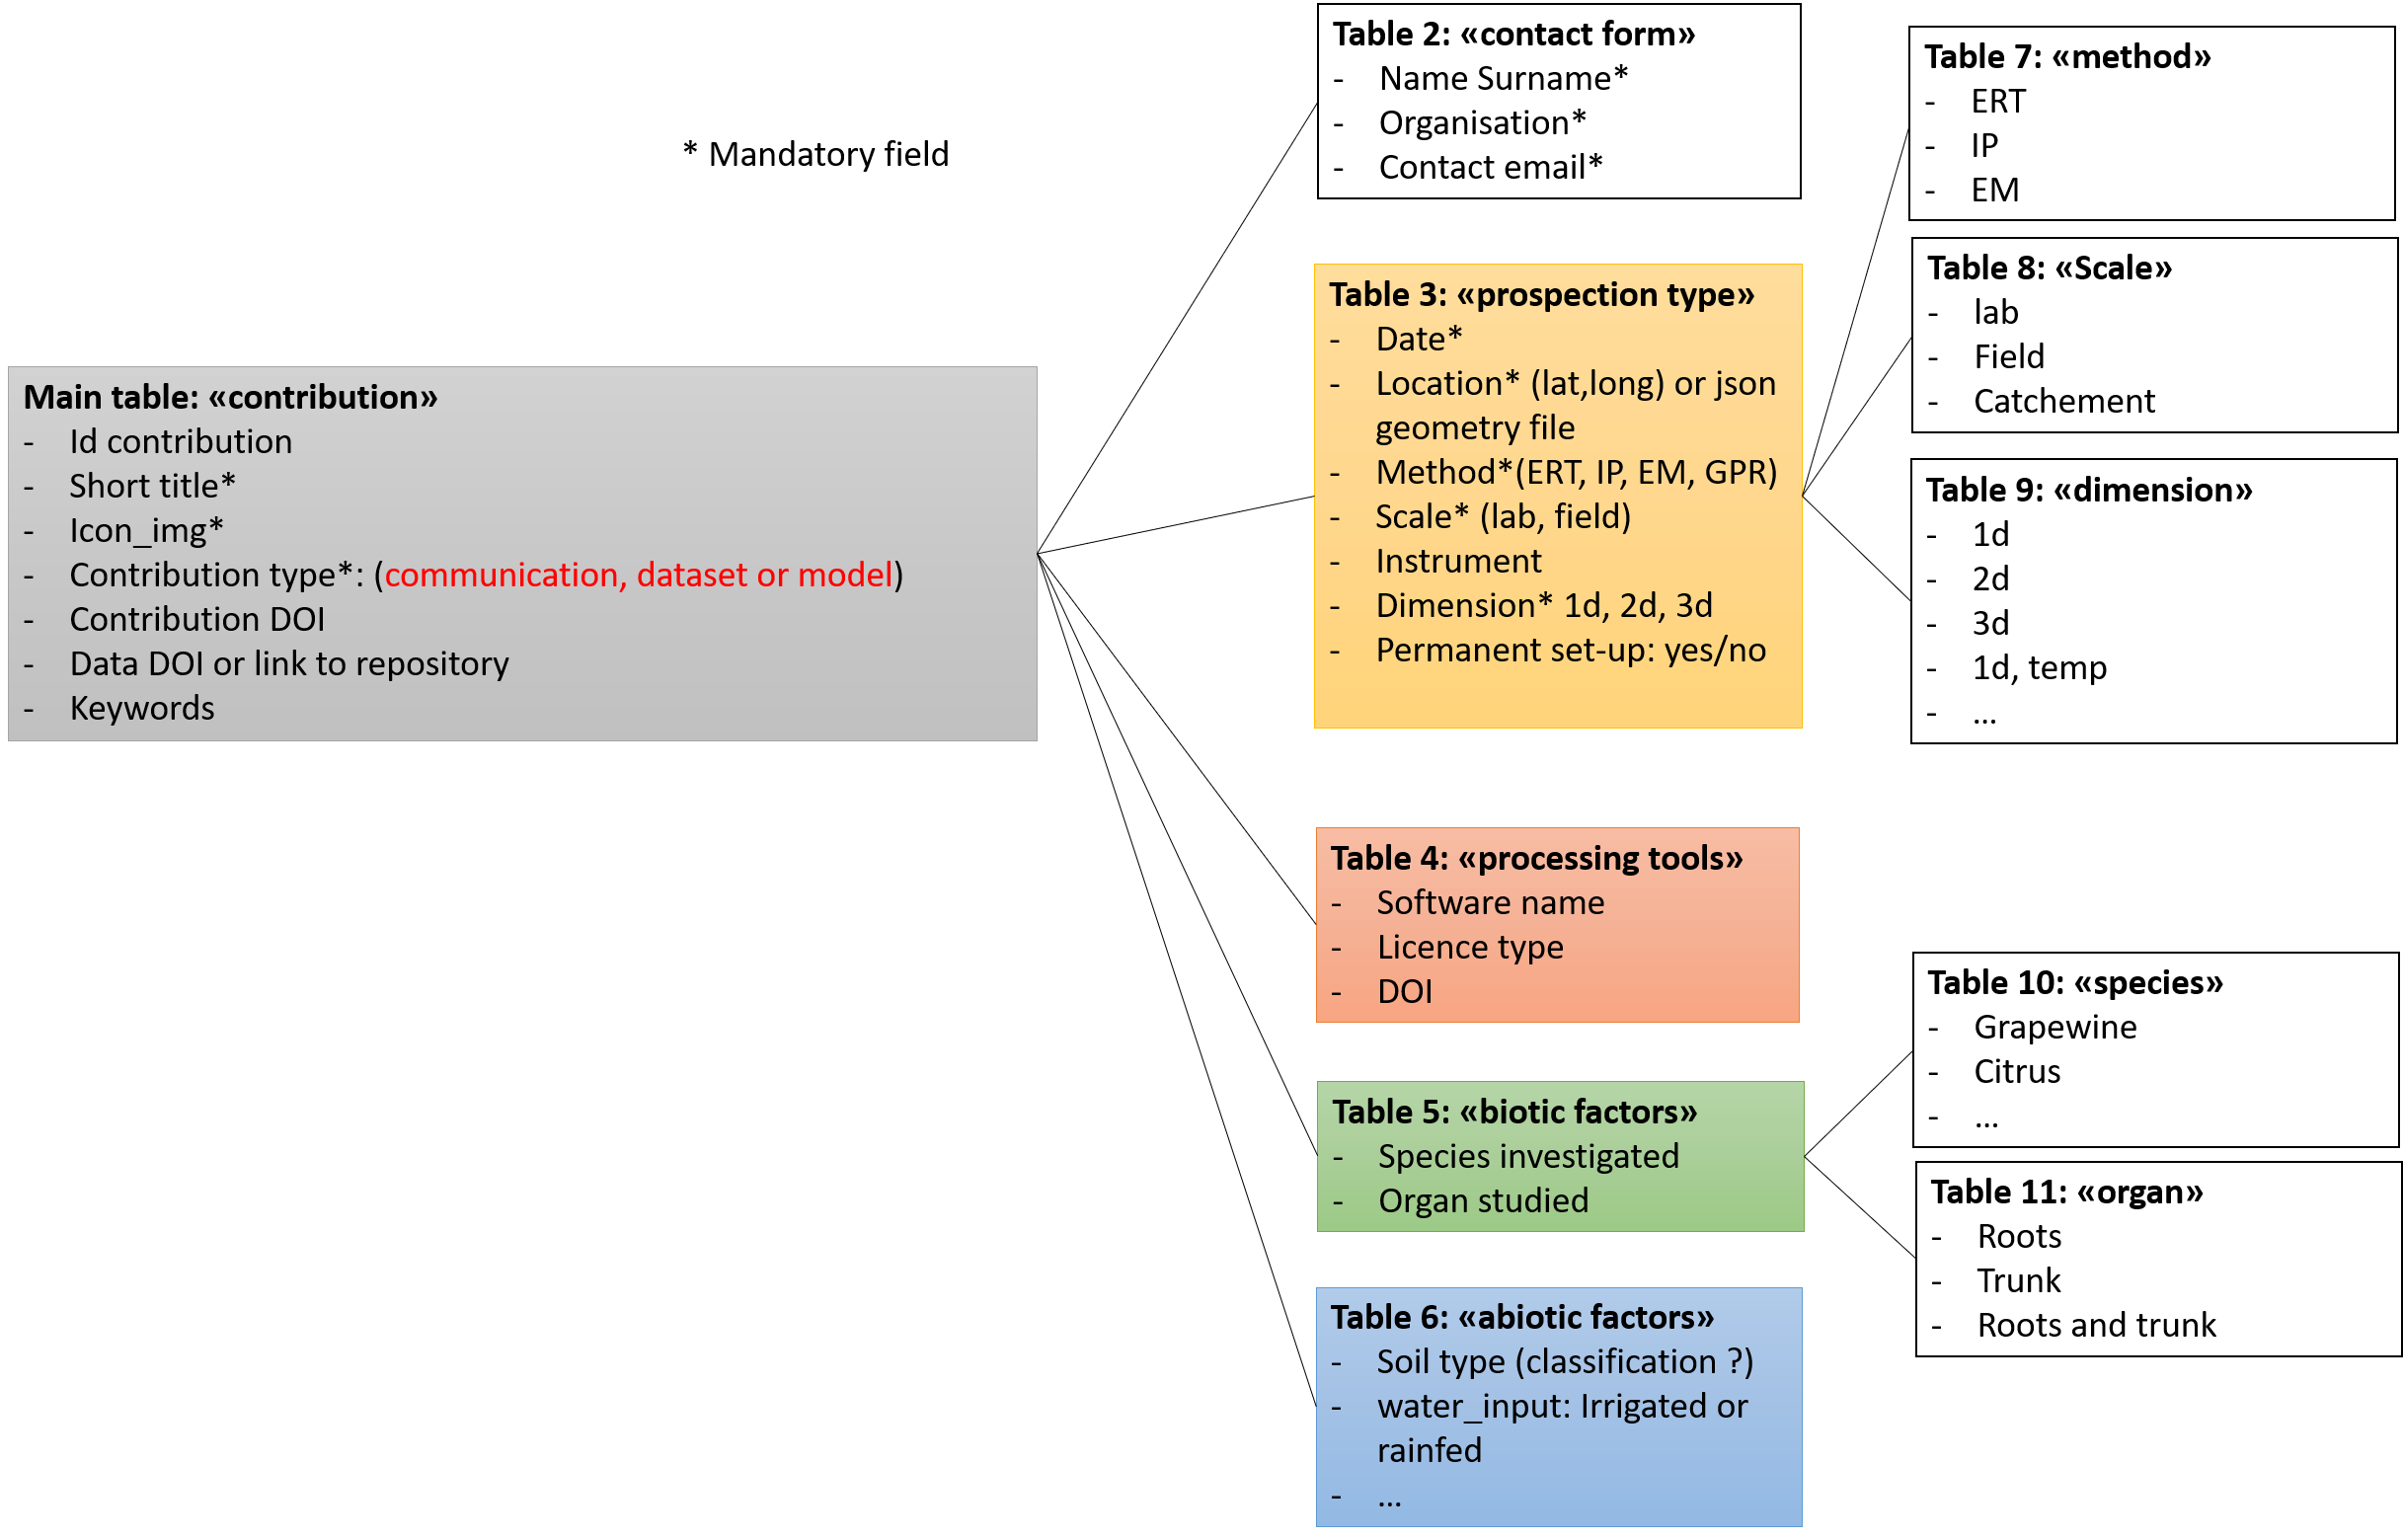 * Mandatory field
Main table: «contribution»
- Id contribution
- Short title*
- Icon_img*
- Contribution type*: (communication, dataset or model)
- Contribution DOI
- Data DOI or link to repository
- Keywords
Table 2: «contact form»
- Name Surname*
- Organisation*
- Contact email*
Table 3: «prospection type»
- Date*
- Location* (lat,long) or json
geometry file
- Method*(ERT, IP, EM, GPR)
- Scale* (lab, field)
- Instrument
- Dimension* 1d, 2d, 3d
- Permanent set-up: yes/no
Table 4: «processing tools»
- Software name
- Licence type
- DOI
Table 5: «biotic factors»
- Species investigated
- Organ studied
Table 6: «abiotic factors»
- Soil type (classification ?)
- water_input: Irrigated or
rainfed
- ...
Table 7: «method»
- ERT
- IP
- EM
Table 8: «Scale»
- lab
- Field
- Catchement
Table 9: «dimension»
- 1d
- 2d
- 3d
- 1d, temp
- ...
Table 10: «species»
- Grapewine
- Citrus
- ...
Table 11: «organ»
- Roots
- Trunk
- Roots and trunk